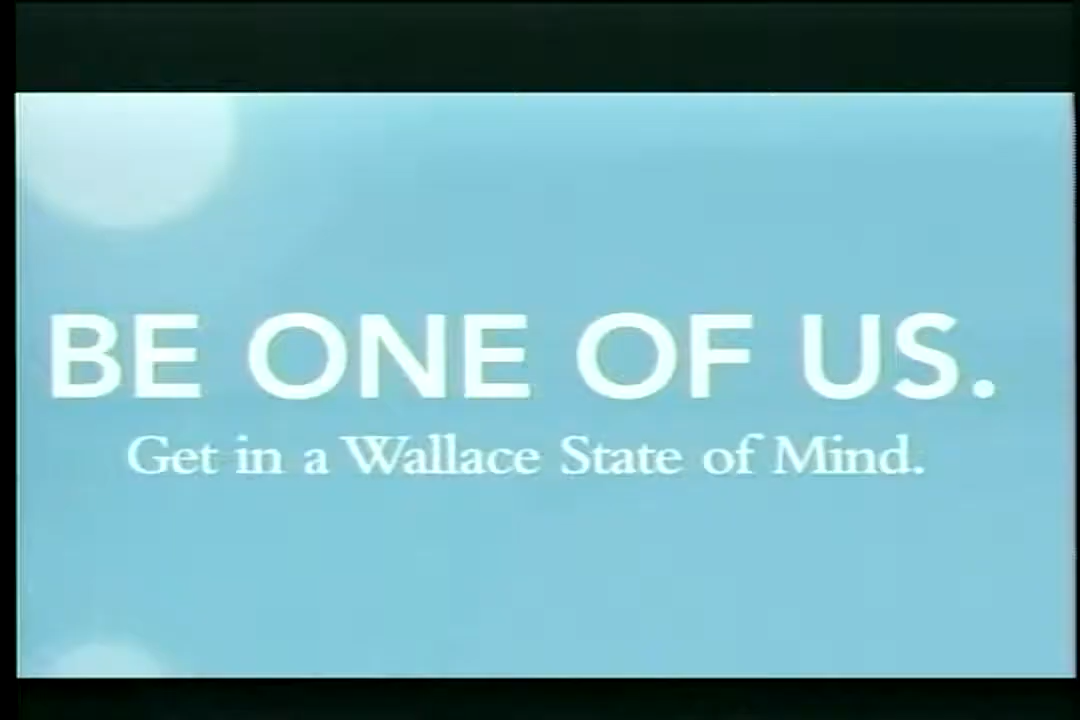 BE ONE OF US.
Get in a Wallace State of Mind.